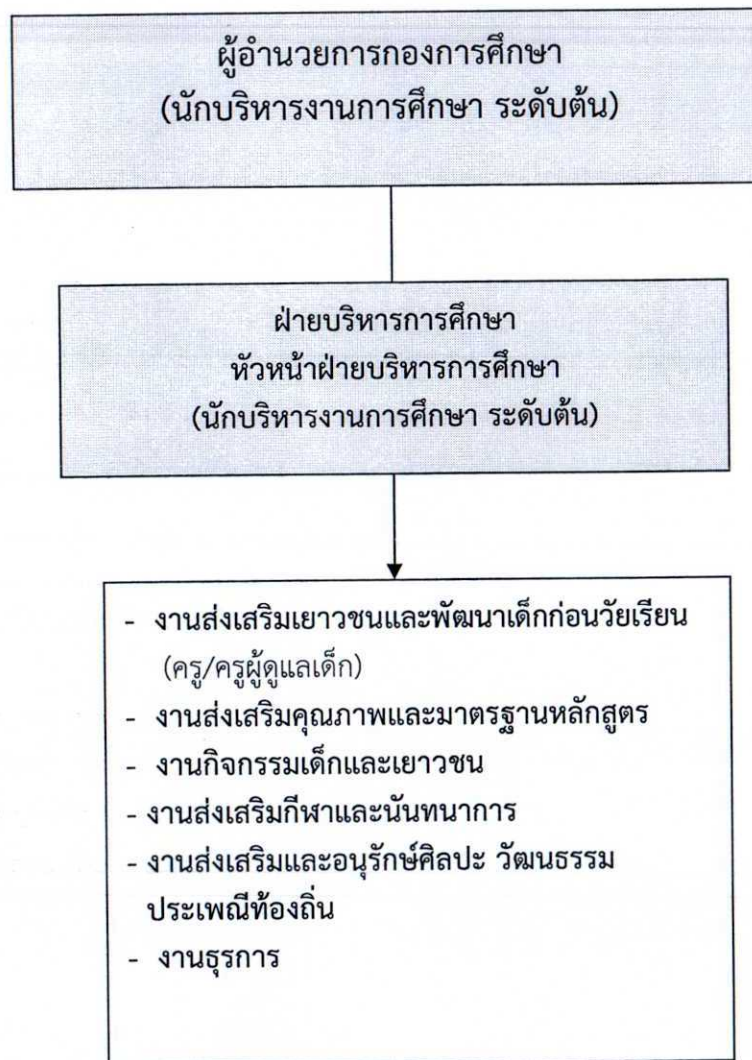 ผู้อำนวยการกองการศึกษา
(นักบริหารงานการศึกษา ระดับต้น)
ฝ่ายบริหารการศึกษา
หัวหน้าฝ่ายบริหารการศึกษา
(นักบริหารงานการศึกษา ระดับต้น)
- งานส่งเสริมเยาวชนและพัฒนาเด็กก่อนวัยเรียน
(ครู/ครูผู้ดูแลเด็ก)
- งานส่งเสริมคุณภาพและมาตรฐานหลักสูตร
- งานกิจกรรมเด็กและเยาวชน
- งานส่งเสริมกีฬาและนันทนาการ
- งานส่งเสริมและอนุรักษ์ศิลปะ วัฒนธรรม
ประเพณีท้องถิ่น
- งานธุรการ